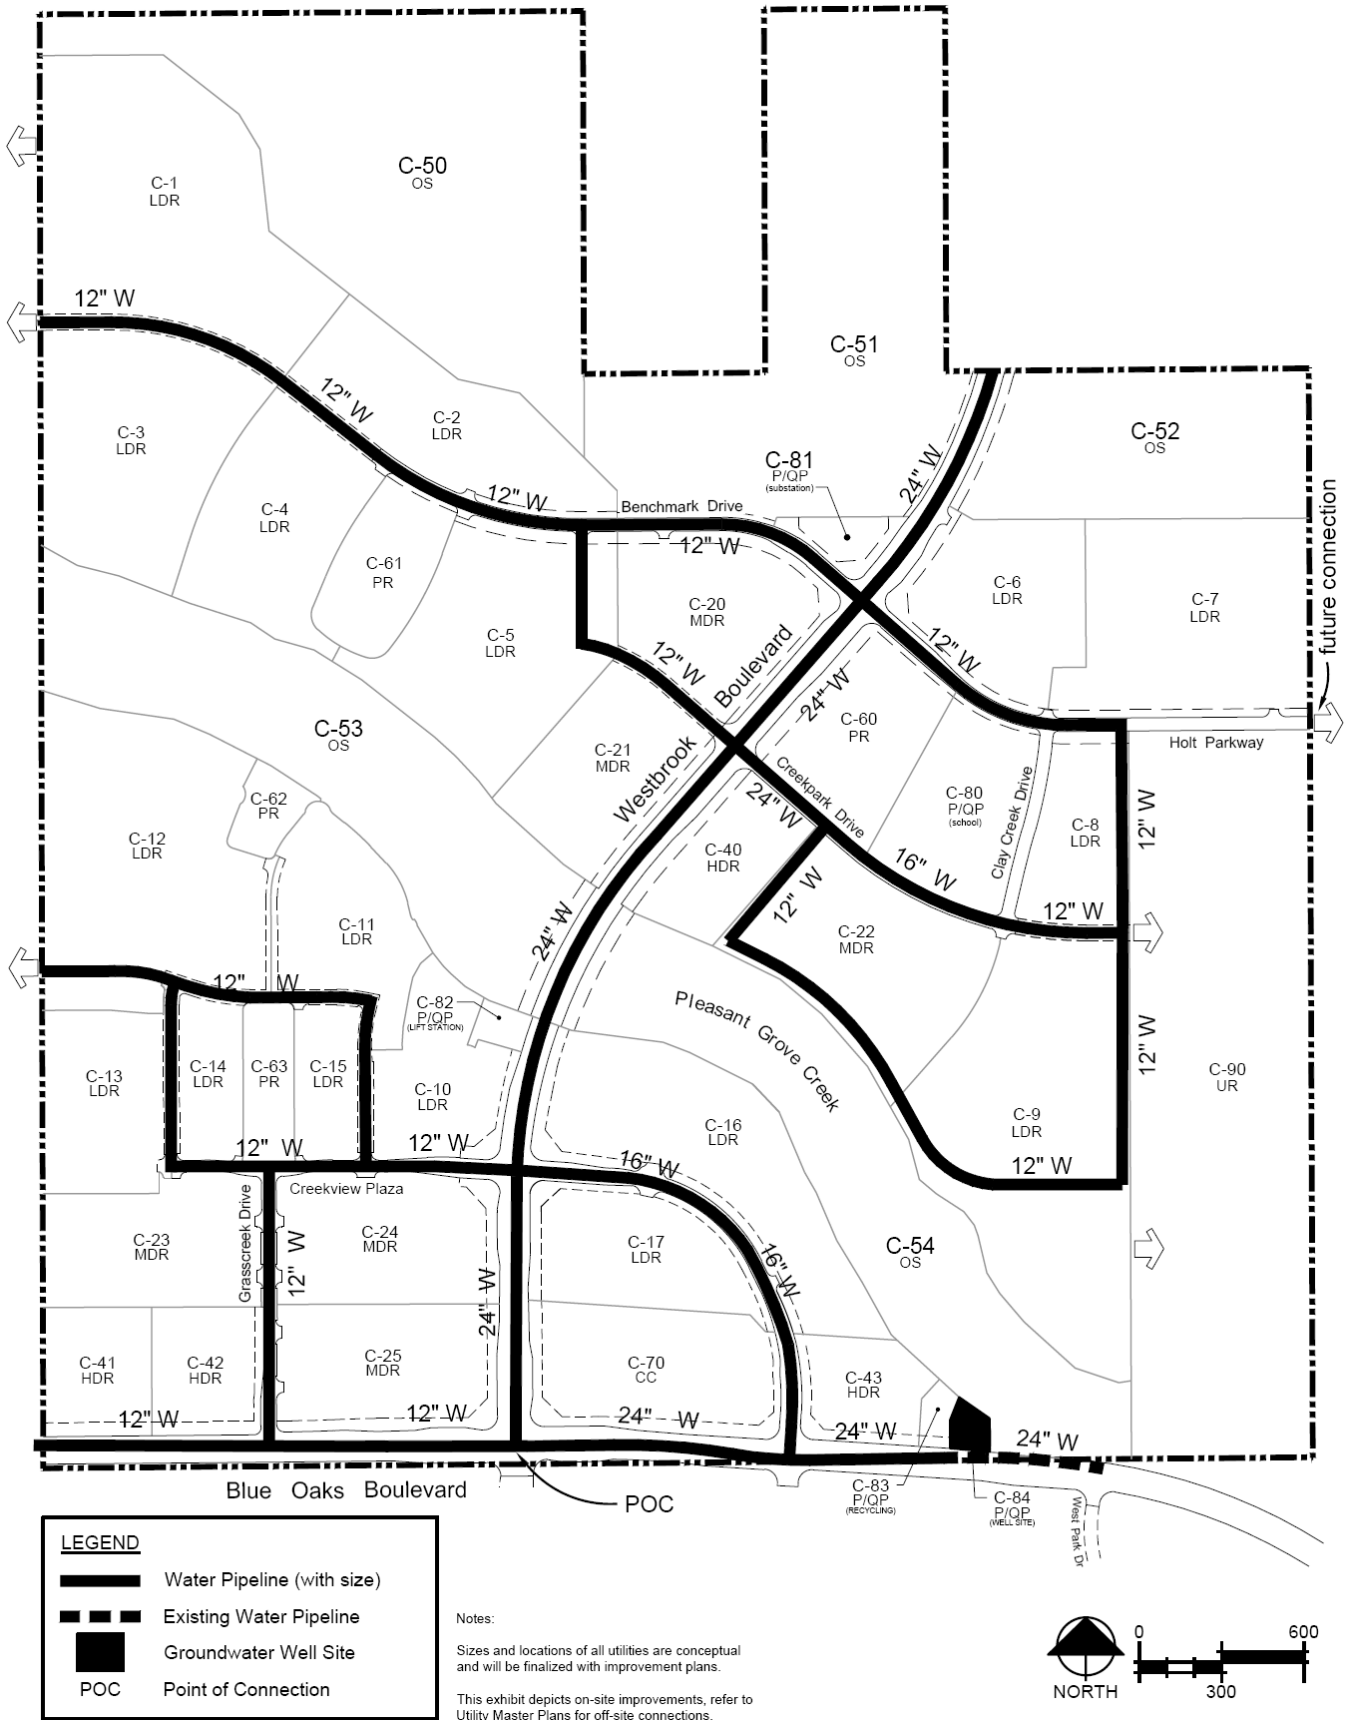 C-50
OS
C-1
LDR
12" W
C-51
OS
12" W
C-2
LDR
C-3
LDR
C-52
OS
C-81
P/QP
(substation)
24" W
future connection
12" W
Benchmark Drive
12" W
C-4
LDR
C-61
PR
C-20
MDR
C-6
LDR
C-7
LDR
C-5
LDR
12" W
Boulevard
24" W
12" W
C-60
PR
C-53
OS
C-21
MDR
Westbrook
Holt Parkway
C-62
PR
C-12
LDR
Creekpark Drive
24" W
C-80
P/QP
(school)
Clay Creek Drive
C-8
LDR
12" W
C-40
HDR
16" W
12" W
12" W
C-11
LDR
24" W
C-22
MDR
12" W
C-82
P/QP
(LIFT STATION)
Pleasant Grove Creek
C-13
LDR
C-14
LDR
C-63
PR
C-15
LDR
C-10
LDR
12" W
C-90
UR
C-16
LDR
C-9
LDR
12" W
12" W
12" W
16" W
Creekview Plaza
Grasscreek Drive
C-23
MDR
12" W
C-24
MDR
C-17
LDR
16" W
C-54
OS
24" W
C-41
HDR
C-42
HDR
C-25
MDR
C-70
CC
C-43
HDR
12" W
12" W
24" W
24" W
24" W
Blue Oaks Boulevard
POC
C-83
P/QP
(RECYCLING)
C-84
P/QP
(WELL SITE)
West Park Dr
LEGEND
Water Pipeline (with size)
Existing Water Pipeline
Groundwater Well Site
POC Point of Connection
Notes:
Sizes and locations of all utilities are conceptual
and will be finalized with improvement plans.
This exhibit depicts on-site improvements, refer to
Utility Master Plans for off-site connections.
NORTH
0
600
300